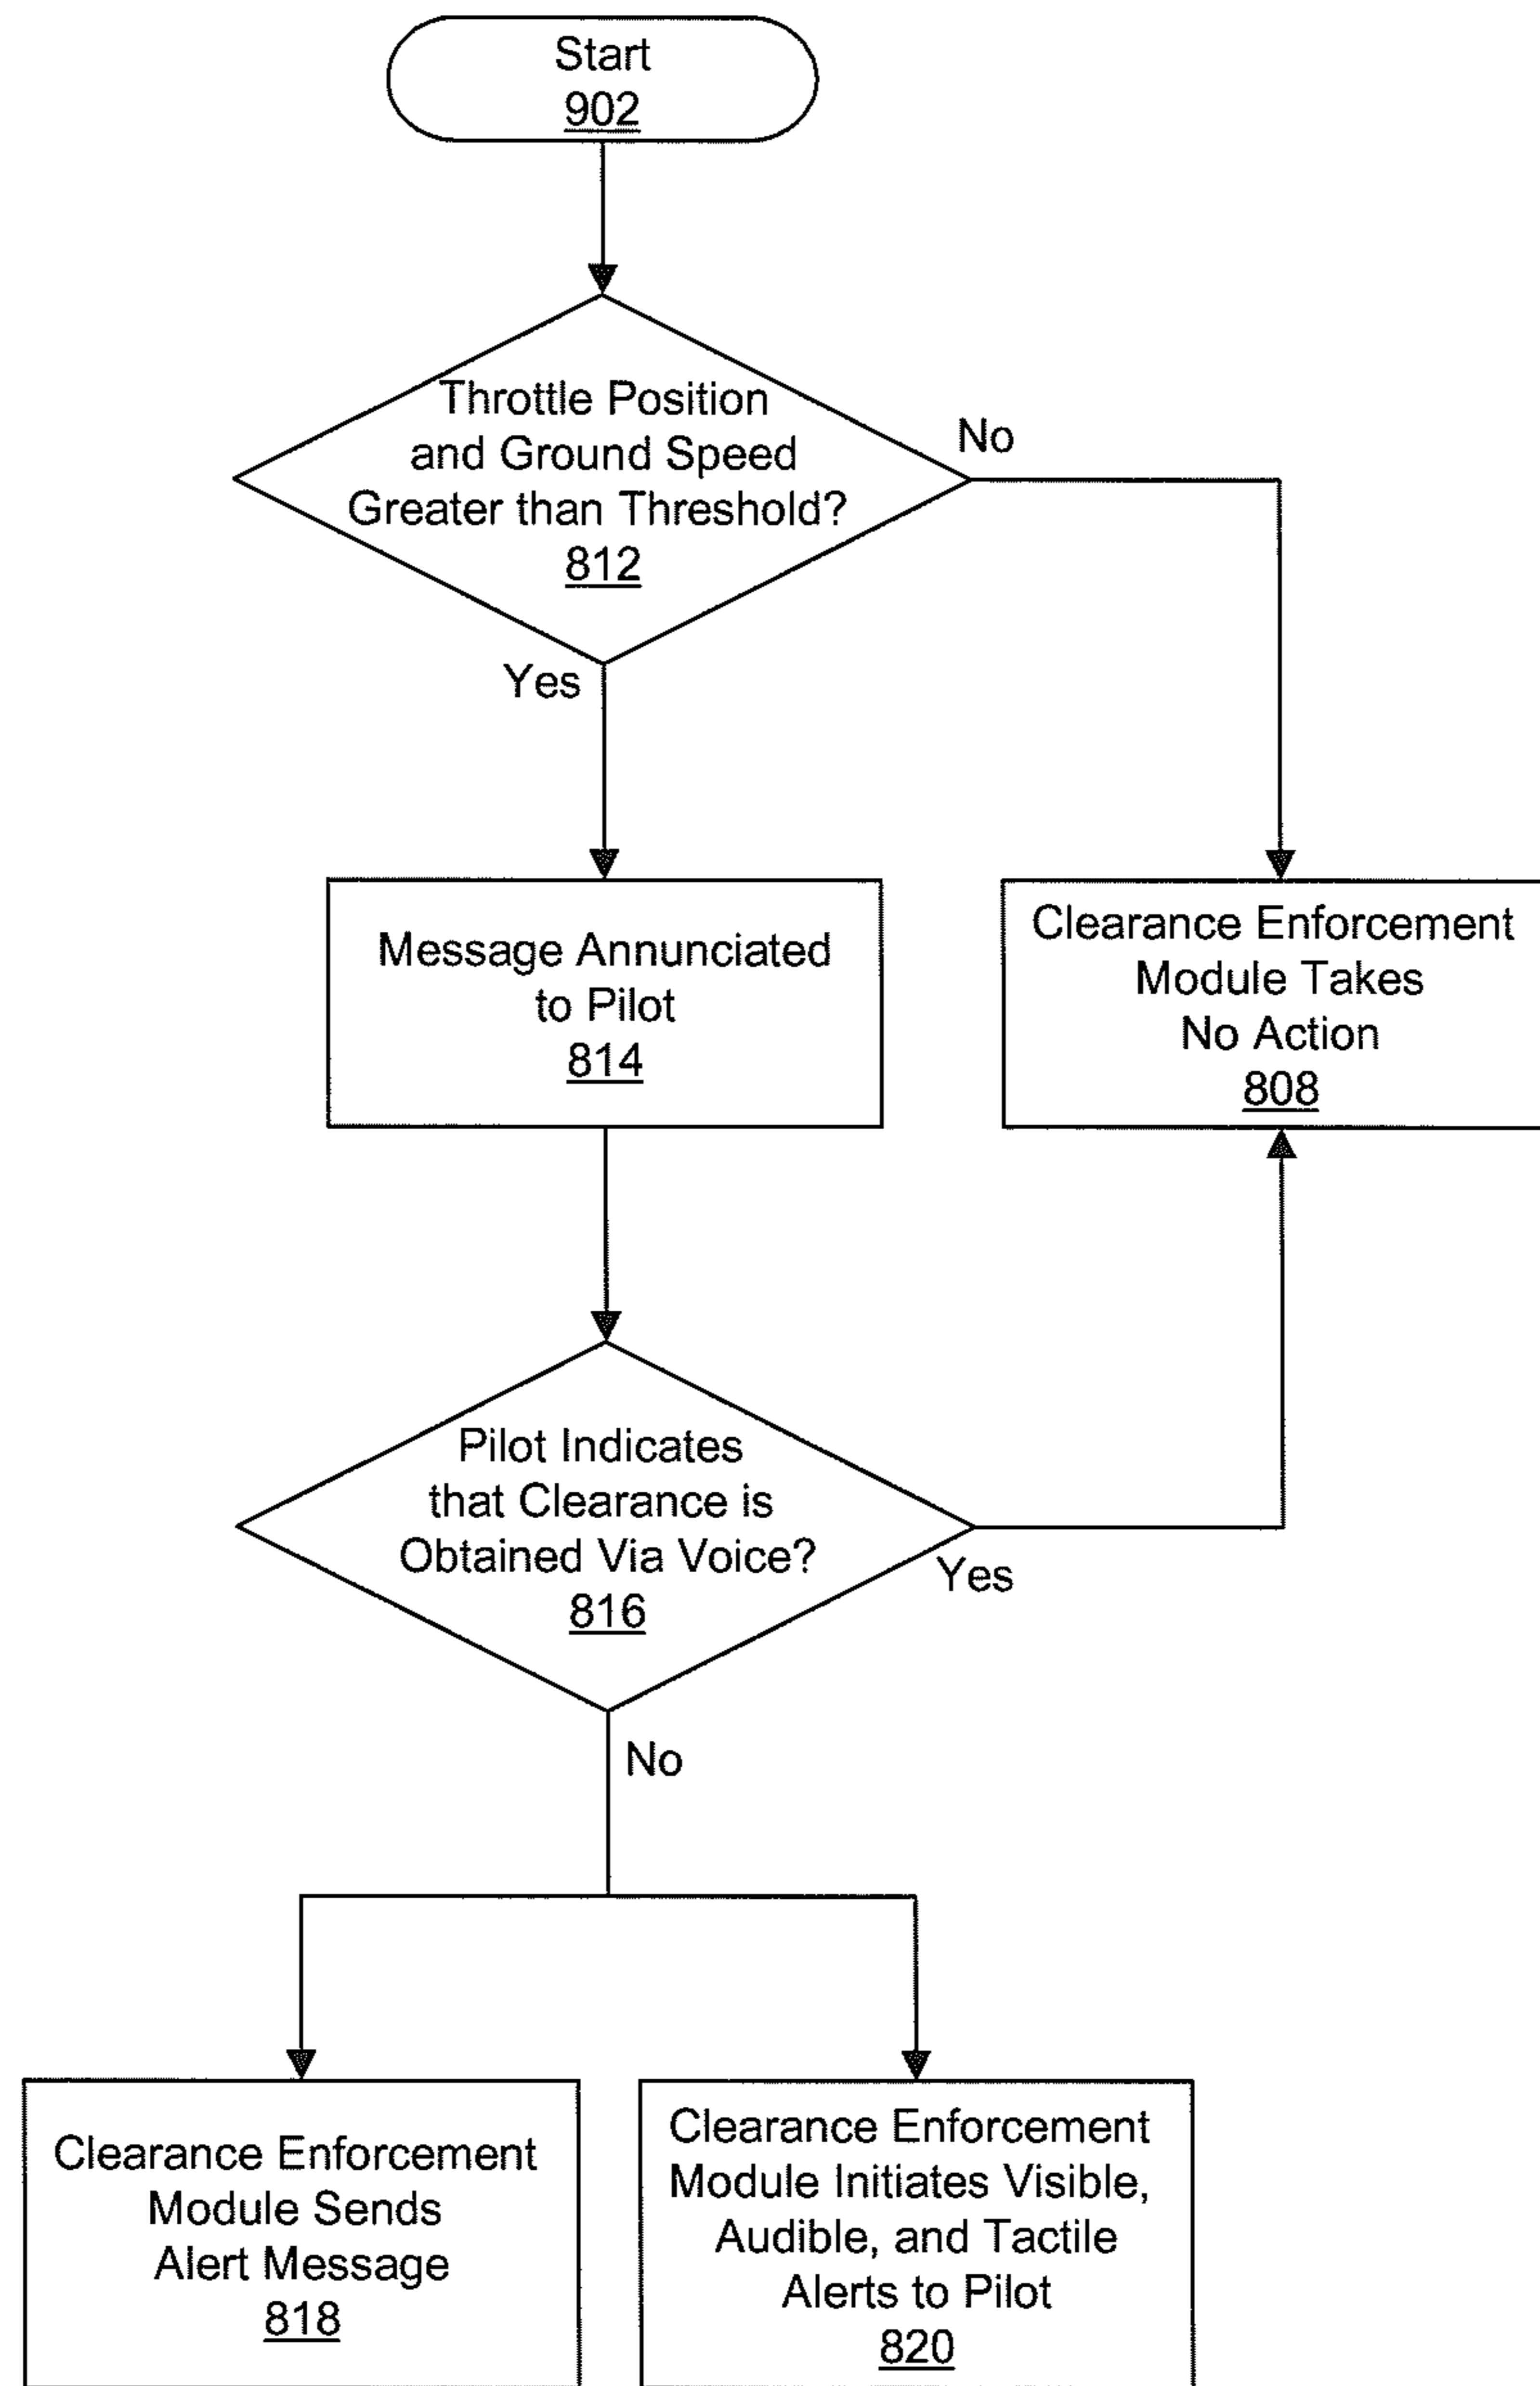 Start
902
Throttle Position
and Ground Speed
Greater than Threshold?
812
No
Yes
Message Annunciated
to Pilot
814
Clearance Enforcement
Module Takes
No Action
808
Pilot Indicates
that Clearance is
Obtained Via Voice?
816
Yes
No
Clearance Enforcement
Module Sends
Alert Message
818
Clearance Enforcement
Module Initiates Visible,
Audible, and Tactile
Alerts to Pilot
820